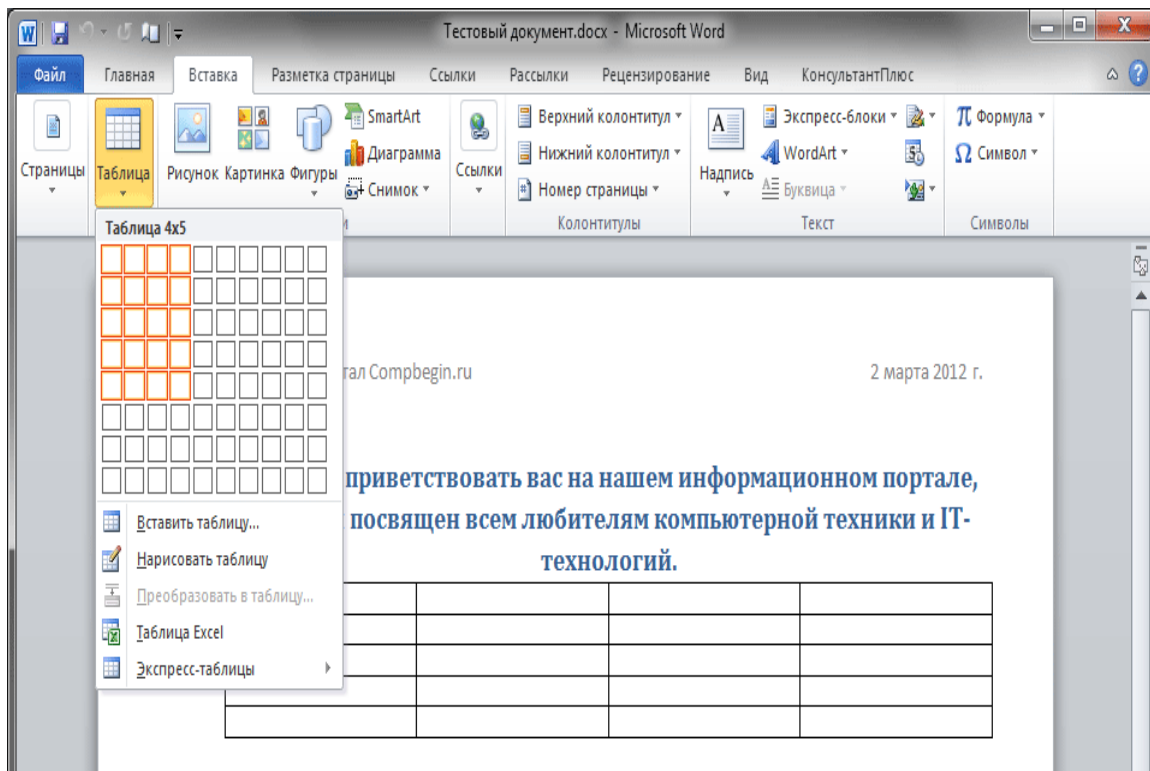 Тестовый документ.docx - Microsoft Word
Файл Главная Вставка Разметка страницы Ссылки Рассылки Рецензирование Вид КонсультантПлюс
Страницы
Таблица
Рисунок Картинка Фигуры
SmartArt
Диаграмма
Снимок
Ссылки
Верхний колонтитул
Нижний колонтитул
Номер страницы
Колонтитулы
Надпись
Экспресс-блоки
WordArt
Буквица
Текст
π Формула
Ω Символ
Символы
Таблица 4x5
Вставить таблицу...
Нарисовать таблицу
Преобразовать в таблицу...
Таблица Excel
Экспресс-таблицы
Compbegin.ru 2 марта 2012 г.
приветствовать вас на нашем информационном портале,
посвящен всем любителям компьютерной техники и IT-
технологий.